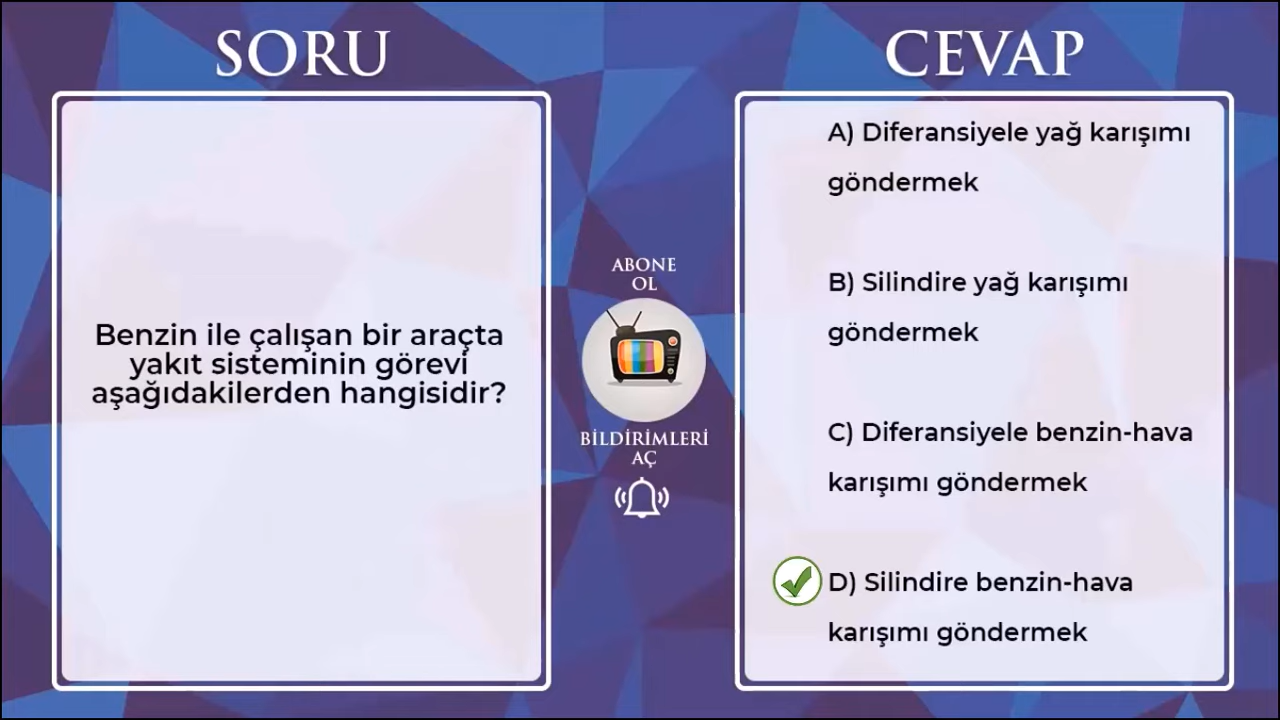 SORU
Benzin ile çalışan bir araçta
yakıt sisteminin görevi
aşağıdakilerden hangisidir?
ABONE
OL
BİLDİRİMLERİ
AÇ
CEVAP
A) Diferansiyele yağ karışımı
göndermek
B) Silindire yağ karışımı
göndermek
C) Diferansiyele benzin-hava
karışımı göndermek
D) Silindire benzin-hava
karışımı göndermek